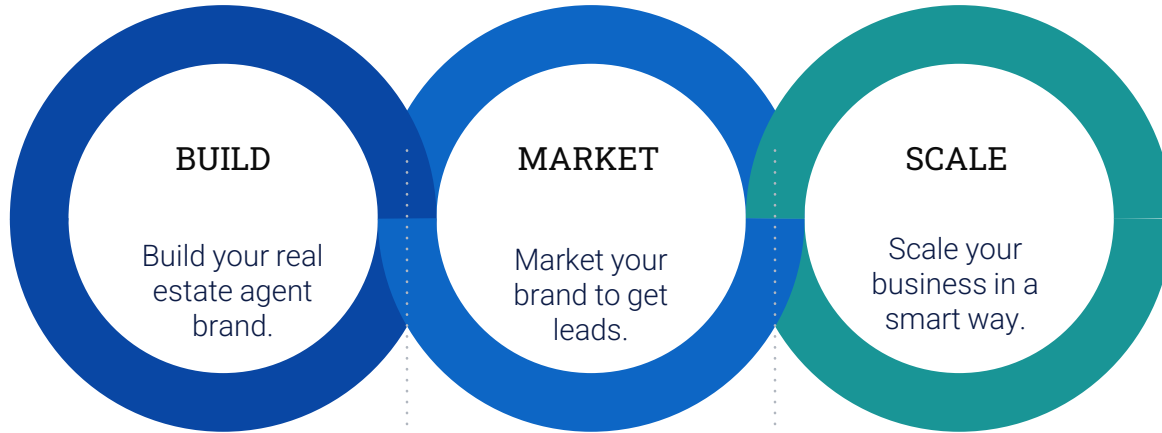 BUILD
Build your real
estate agent
brand.
MARKET
Market your
brand to get
leads.
SCALE
Scale your
business in a
smart way.